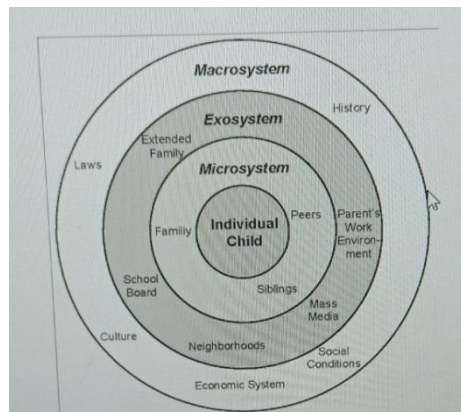 Macrosystem
History
Exosystem
Extended
Family
Laws
Microsystem
Individual
Child
Peers
Family
Parent's
Work
Environ-
ment
Siblings
School
Board
Mass
Media
Culture
Neighborhoods
Social
Conditions
Economic System